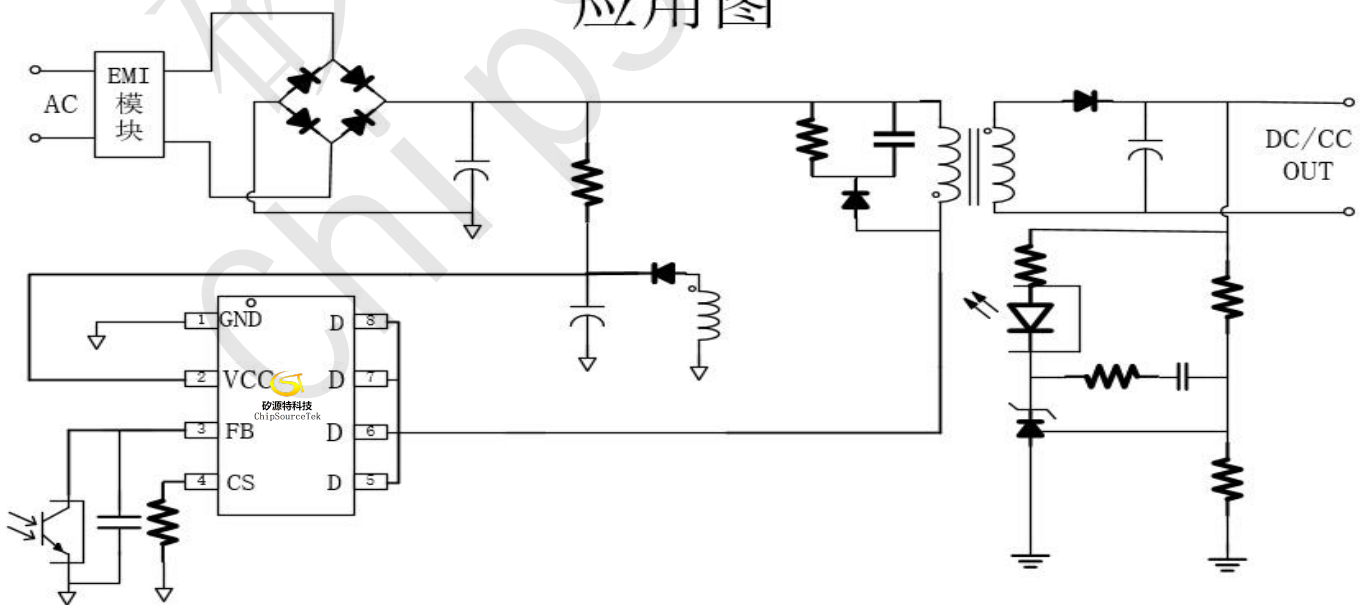 应用图
EMI
模
块
AC
DC/CC
OUT
1 GND D 8
2 VCC D 7
矽源特科技
ChipSourceTek
3 FB D 6
4 CS D 5
Chips